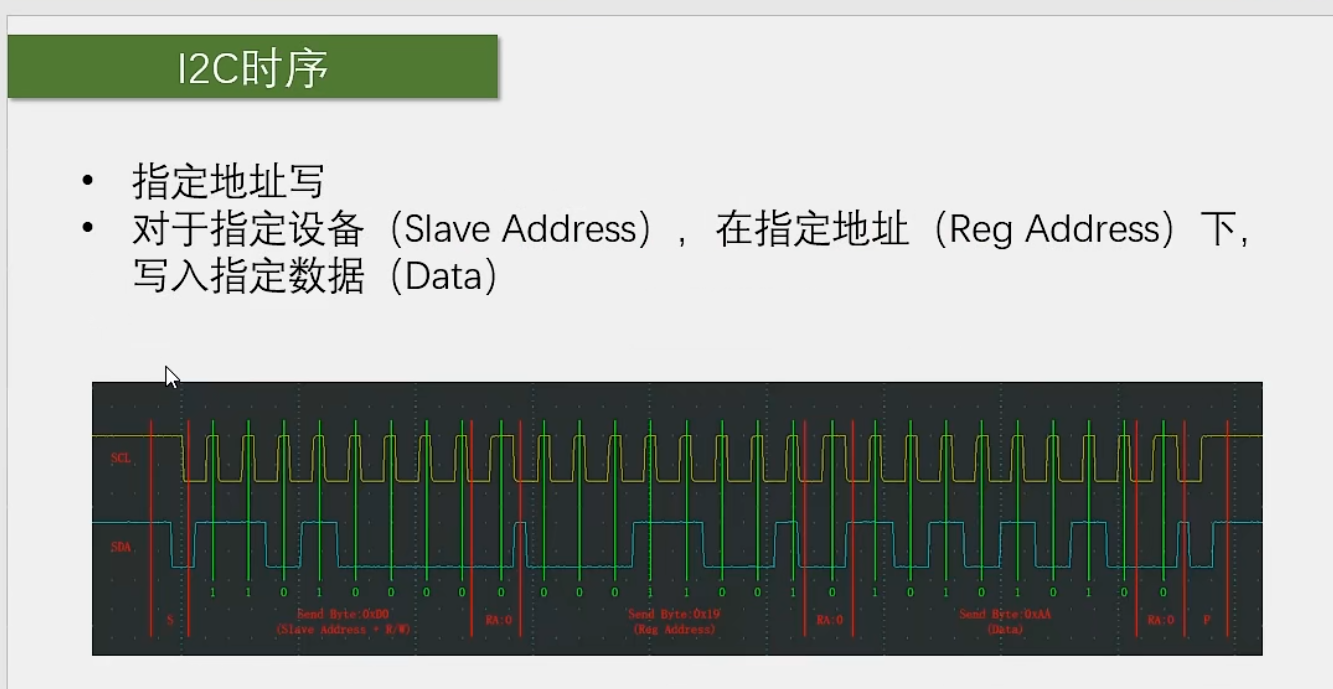 I2C时序
• 指定地址写
• 对于指定设备（Slave Address），在指定地址（Reg Address）下,
写入指定数据（Data）
SCL
SDA
1 1 0 1 0 0 0 0 0 0 0 0 1 1 0 0 1 0 1 0 1 0 1 0 1 0 0
S Send Byte:0xD0 RA:0 Send Byte:0x19 RA:0 Send Byte:0xAA RA:0 P
(Slave Address + R/W) (Reg Address) (Data)